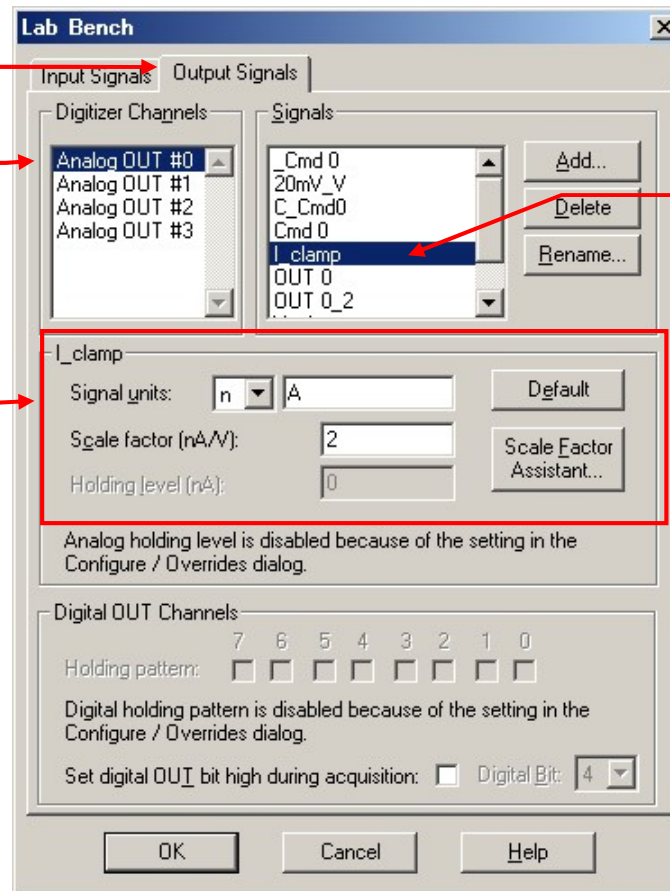 Lab Bench
Input Signals
Output Signals
Digitizer Channels
Analog OUT #0
Analog OUT #1
Analog OUT #2
Analog OUT #3
Signals
_Cmd 0
20mV_V
C_Cmd0
Cmd 0
I_clamp
OUT 0
OUT 0_2
Add...
Delete
Rename...
I_clamp
Signal units: n A
Default
Scale factor (nA/V): 2
Scale Factor
Assistant...
Holding level (nA): 0
Analog holding level is disabled because of the setting in the
Configure / Overrides dialog.
Digital OUT Channels
7 6 5 4 3 2 1 0
Holding pattern:
Digital holding pattern is disabled because of the setting in the
Configure / Overrides dialog.
Set digital OUT bit high during acquisition: Digital Bit: 4
OK Cancel Help